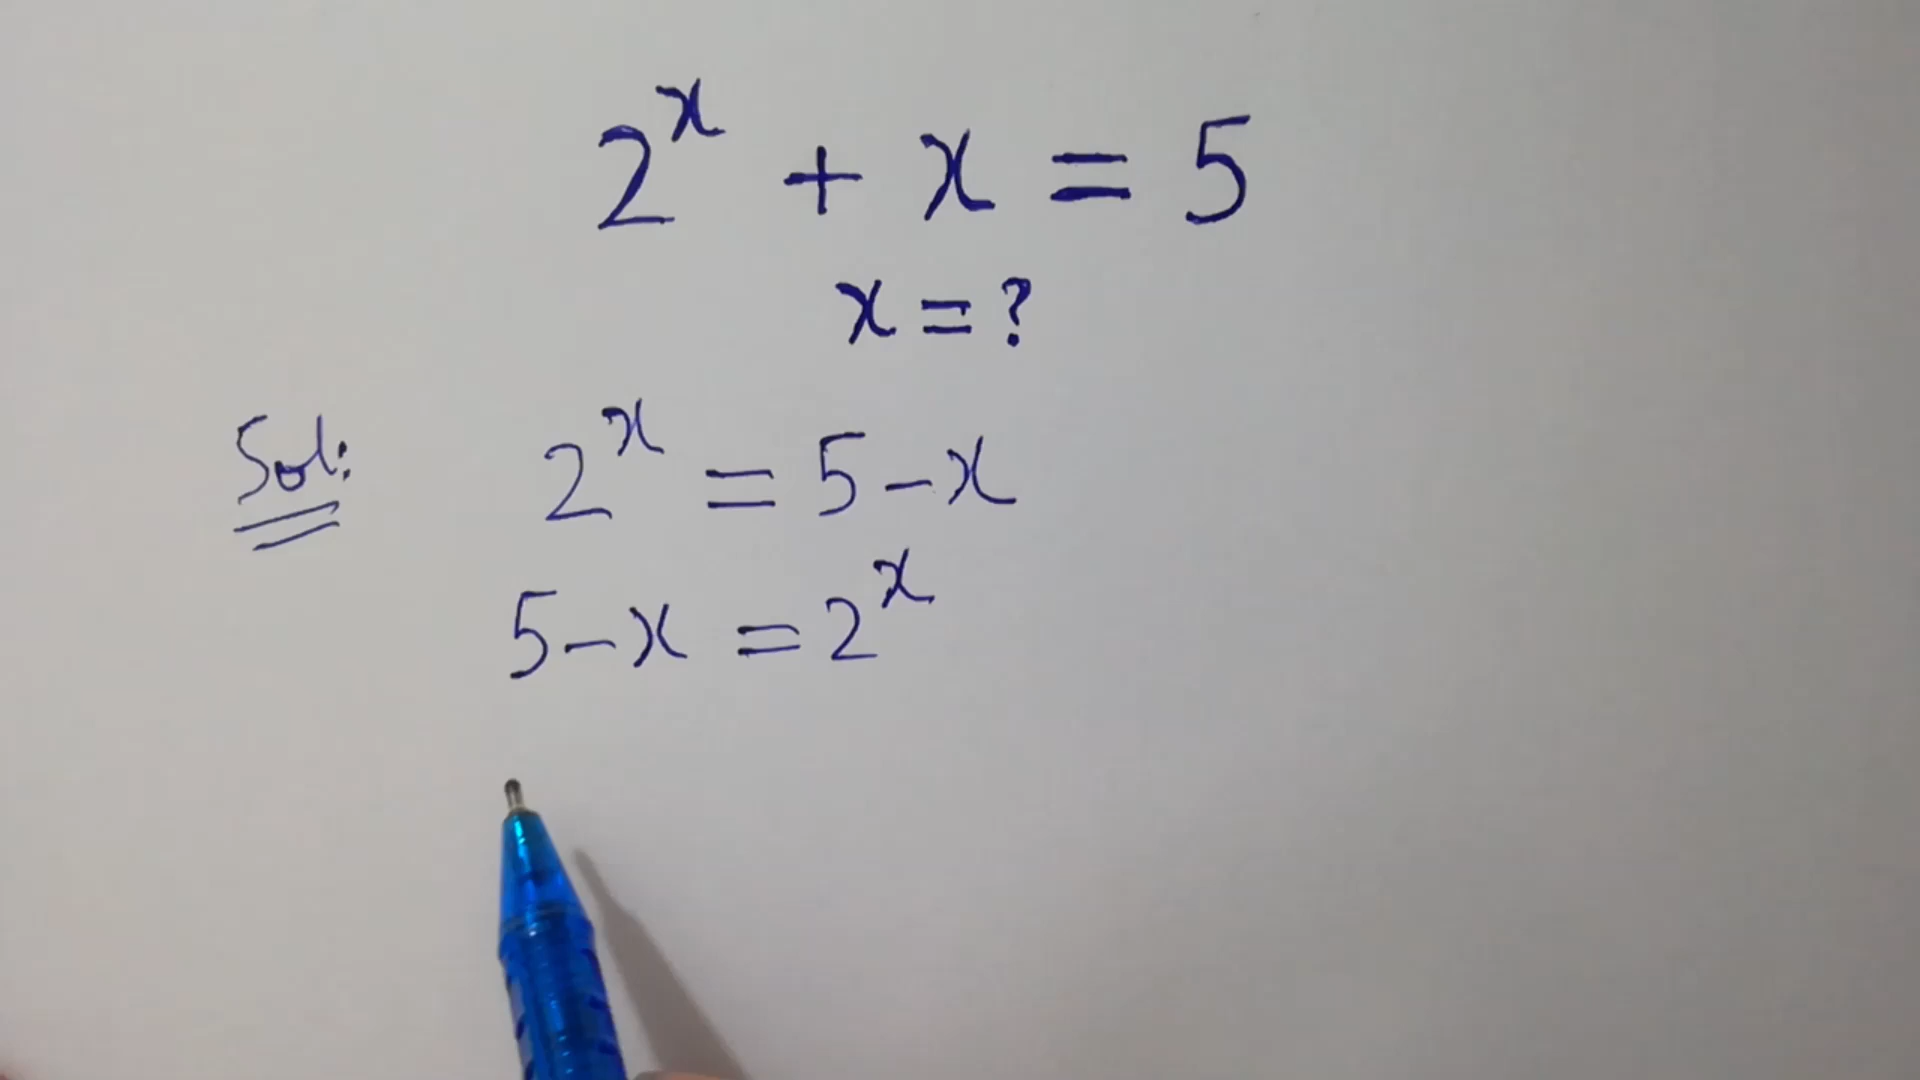 2^x + x = 5
x = ?
Sol: 2^x = 5 - x
5 - x = 2^x